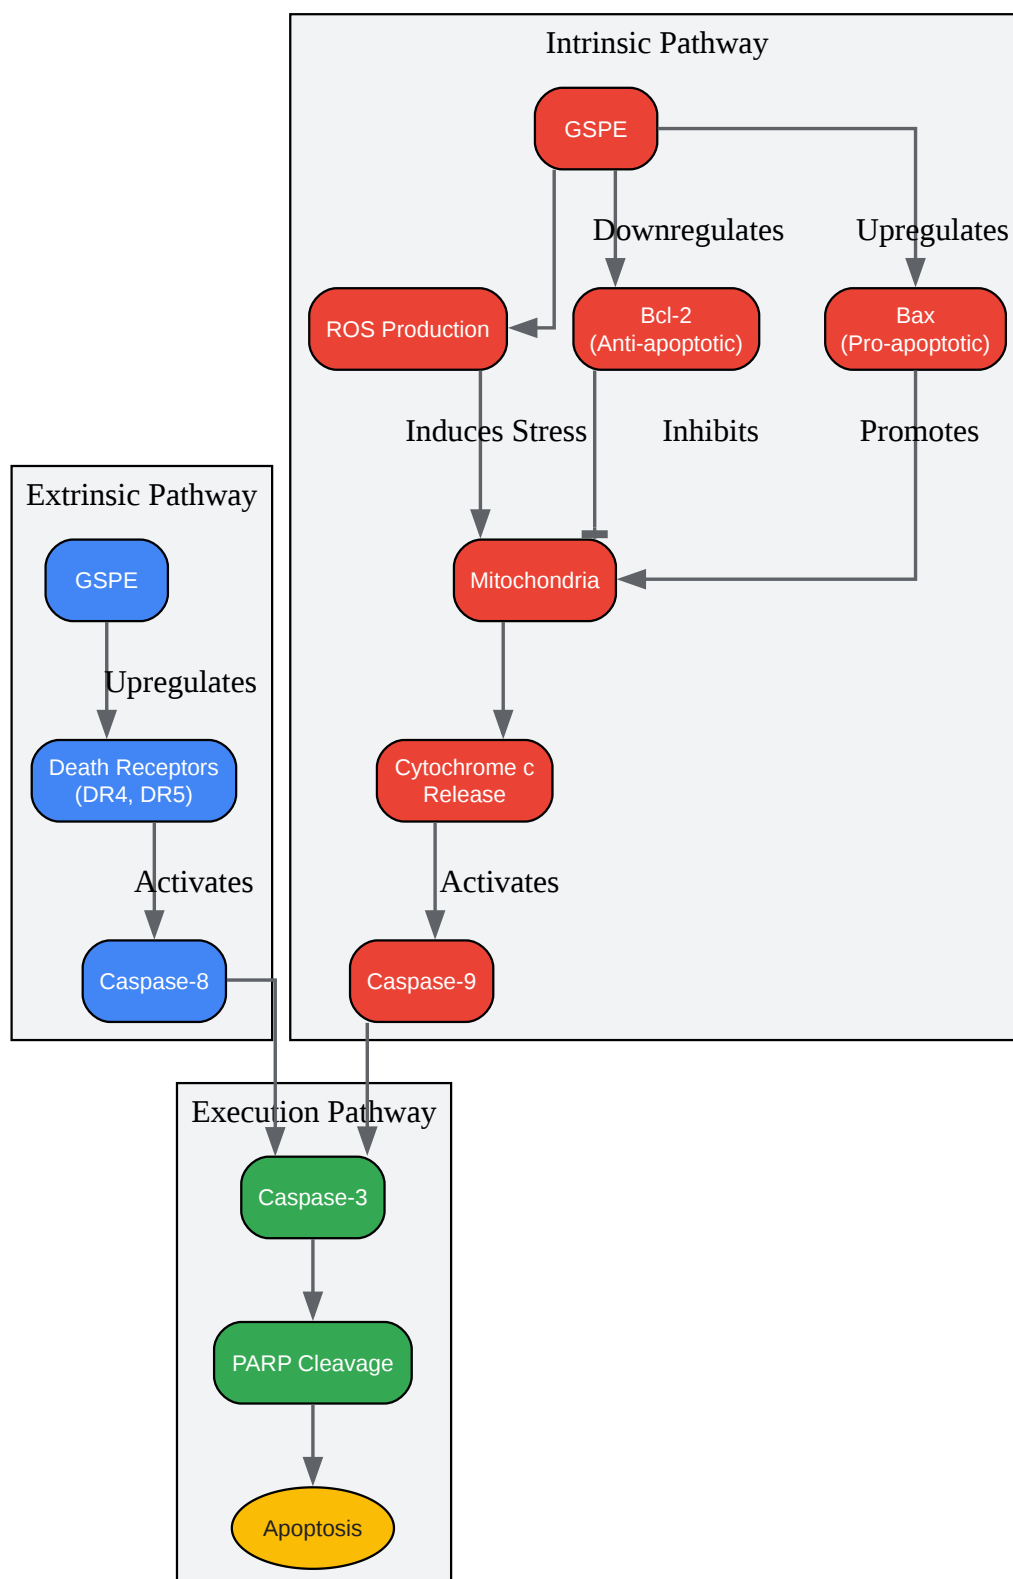 Intrinsic Pathway
GSPE
Downregulates
Upregulates
ROS Production
Bcl-2
(Anti-apoptotic)
Bax
(Pro-apoptotic)
Induces Stress
Inhibits
Promotes
Mitochondria
Cytochrome c
Release
Activates
Caspase-9
Extrinsic Pathway
GSPE
Upregulates
Death Receptors
(DR4, DR5)
Activates
Caspase-8
Execution Pathway
Caspase-3
PARP Cleavage
Apoptosis